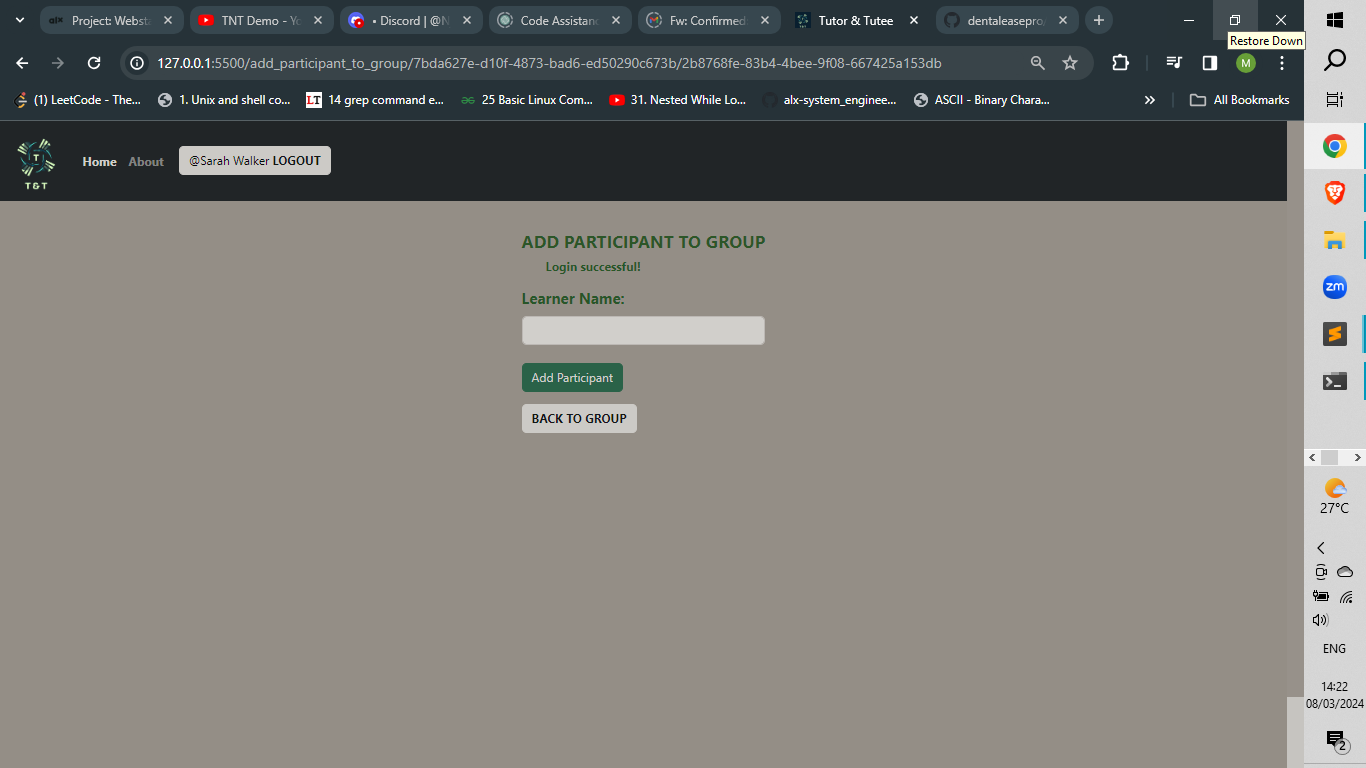 Project: Websta
TNT Demo - Yo
• Discord | @N
Code Assistanc
Fw: Confirmed
Tutor & Tutee
dentaleasepro
Restore Down
127.0.0.1:5500/add_participant_to_group/7bda627e-d10f-4873-bad6-ed50290c673b/2b8768fe-83b4-4bee-9f08-667425a153db
M
(1) LeetCode - The...
1. Unix and shell co...
LT 14 grep command e...
25 Basic Linux Com...
31. Nested While Lo...
alx-system_enginee...
ASCII - Binary Chara...
All Bookmarks
T
T&T
Home
About
@Sarah Walker LOGOUT
ADD PARTICIPANT TO GROUP
Login successful!
Learner Name:
Add Participant
BACK TO GROUP
zm
27°C
ENG
14:22
08/03/2024
2